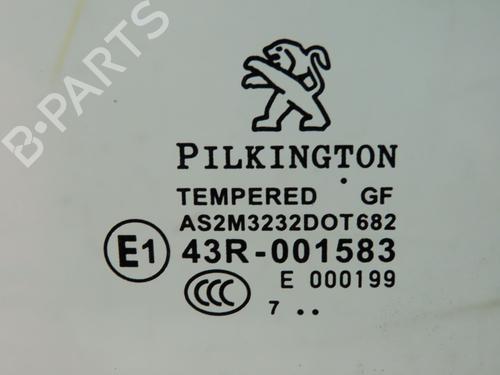 B-PARTS
PILKINGTON
TEMPERED GF
AS2M3232DOT682
E1 43R-001583
CCC E 000199
7 ..